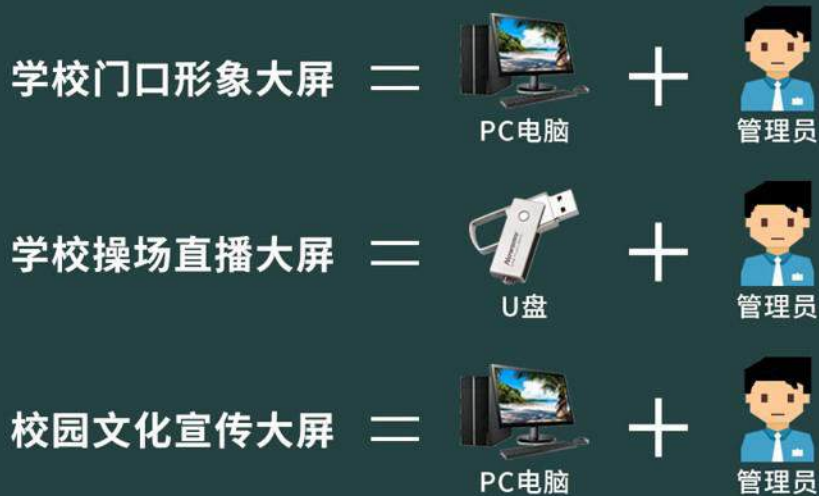 学校门口形象大屏 = PC电脑 + 管理员
学校操场直播大屏 = U盘 + 管理员
Newsmy
校园文化宣传大屏 = PC电脑 + 管理员